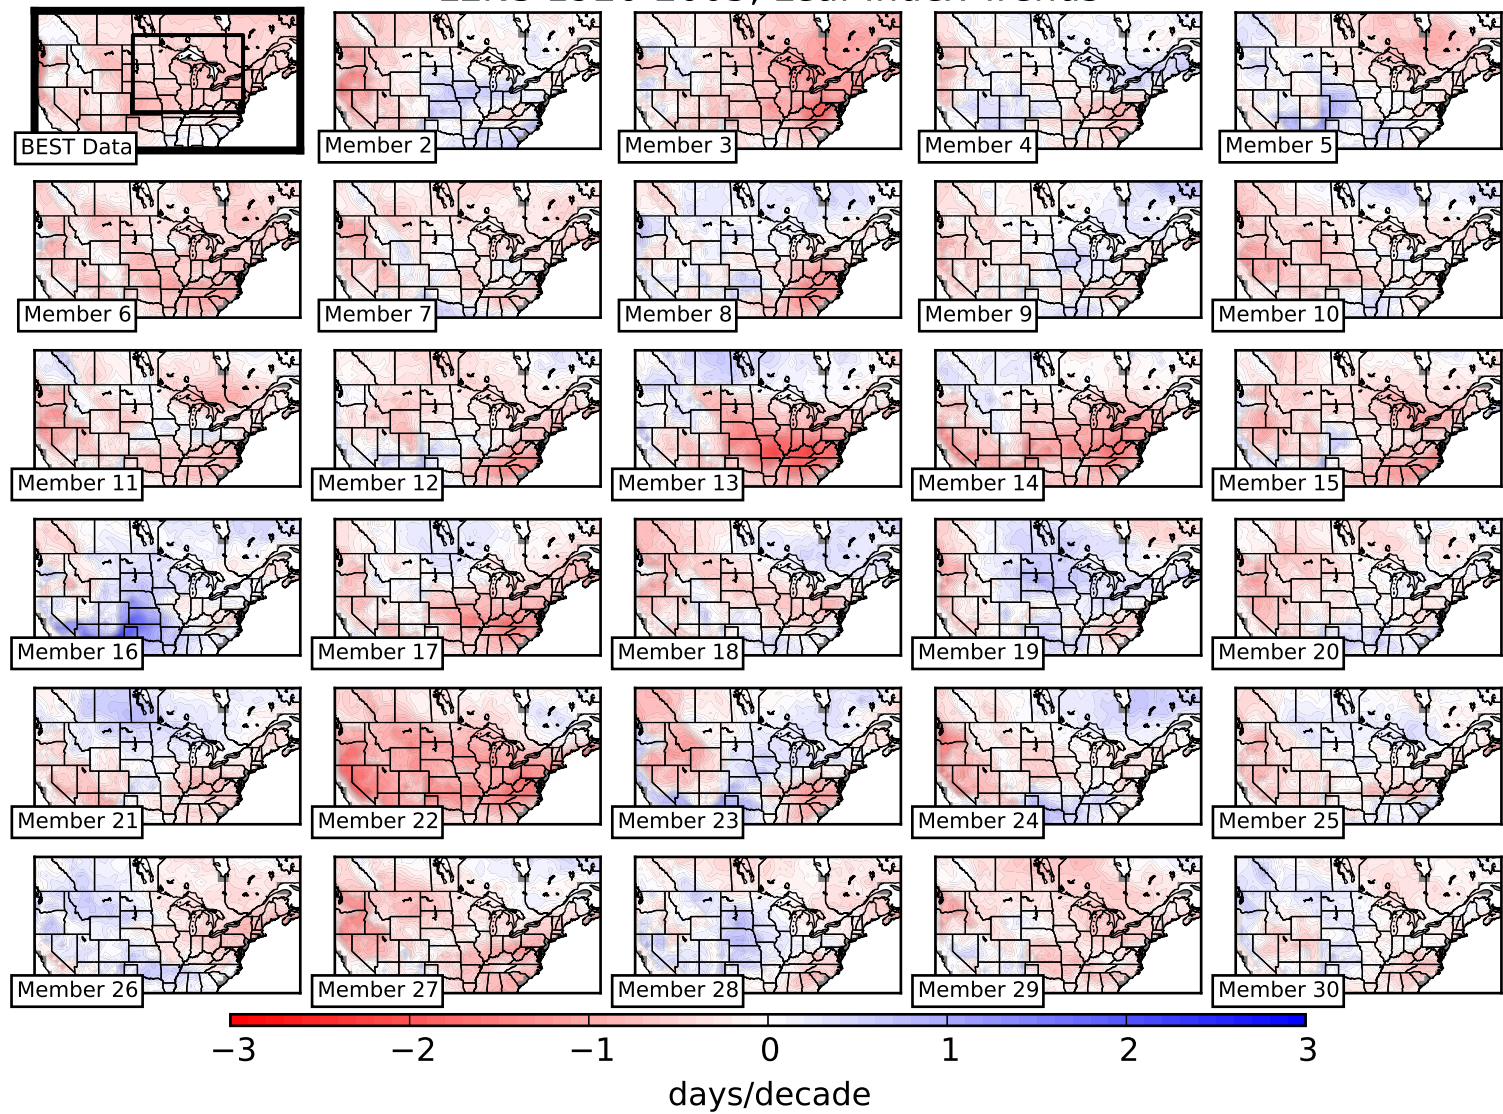 BEST Data
Member 2
Member 3
Member 4
Member 5
Member 6
Member 7
Member 8
Member 9
Member 10
Member 11
Member 12
Member 13
Member 14
Member 15
Member 16
Member 17
Member 18
Member 19
Member 20
Member 21
Member 22
Member 23
Member 24
Member 25
Member 26
Member 27
Member 28
Member 29
Member 30
−3 −2 −1 0 1 2 3
days/decade